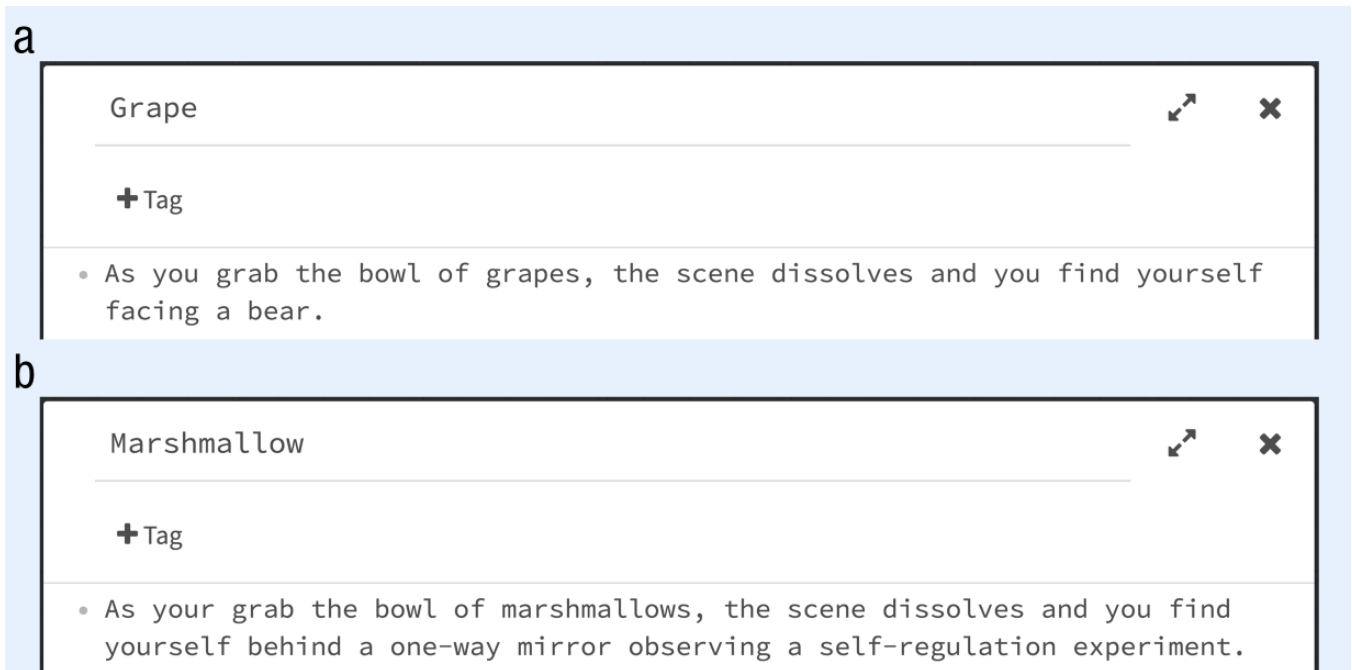 a
Grape
+Tag
• As you grab the bowl of grapes, the scene dissolves and you find yourself
facing a bear.
b
Marshmallow
+Tag
• As your grab the bowl of marshmallows, the scene dissolves and you find
yourself behind a one-way mirror observing a self-regulation experiment.